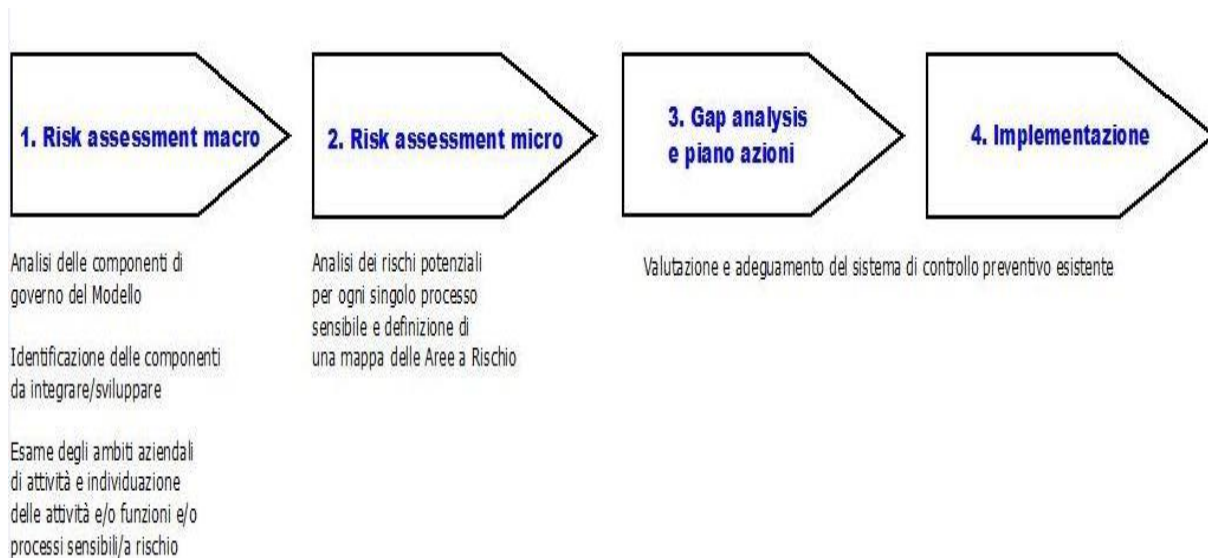 1. Risk assessment macro
2. Risk assessment micro
3. Gap analysis
e piano azioni
4. Implementazione
Analisi delle componenti di
governo del Modello
Identificazione delle componenti
da integrare/sviluppare
Esame degli ambiti aziendali
di attività e individuazione
delle attività e/o funzioni e/o
processi sensibili/a rischio
Analisi dei rischi potenziali
per ogni singolo processo
sensibile e definizione di
una mappa delle Aree a Rischio
Valutazione e adeguamento del sistema di controllo preventivo esistente